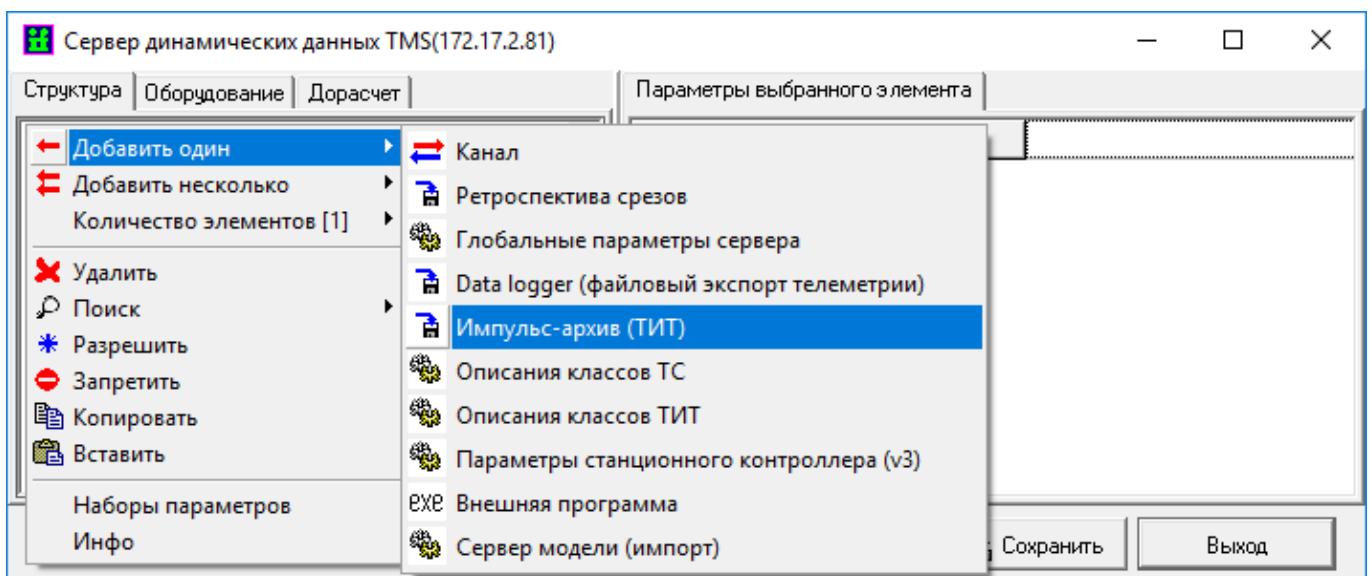 Сервер динамических данных TMS(172.17.2.81)
Структура Оборудование Дорасчет
Параметры выбранного элемента
Добавить один
Добавить несколько
Количество элементов [1]
Удалить
Поиск
Разрешить
Запретить
Копировать
Вставить
Наборы параметров
Инфо
Канал
Ретроспектива срезов
Глобальные параметры сервера
Data logger (файловый экспорт телеметрии)
Импульс-архив (ТИТ)
Описания классов ТС
Описания классов ТИТ
Параметры станционного контроллера (v3)
exe Внешняя программа
Сервер модели (импорт)
Сохранить
Выход